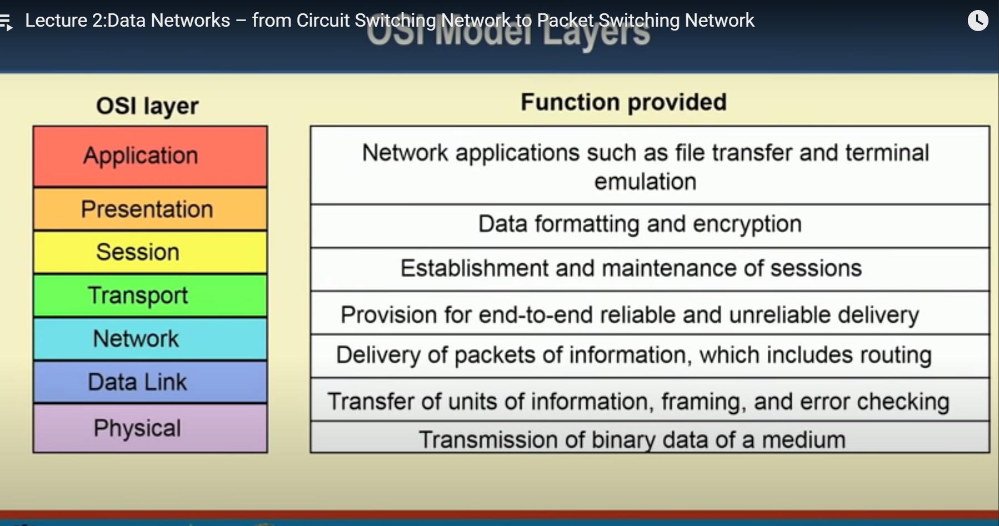 Lecture 2:Data Networks – from Circuit Switching Network to Packet Switching Network
OSI Model Layers
OSI layer
Function provided
Application
Network applications such as file transfer and terminal
emulation
Presentation
Data formatting and encryption
Session
Establishment and maintenance of sessions
Transport
Provision for end-to-end reliable and unreliable delivery
Network
Delivery of packets of information, which includes routing
Data Link
Transfer of units of information, framing, and error checking
Physical
Transmission of binary data of a medium